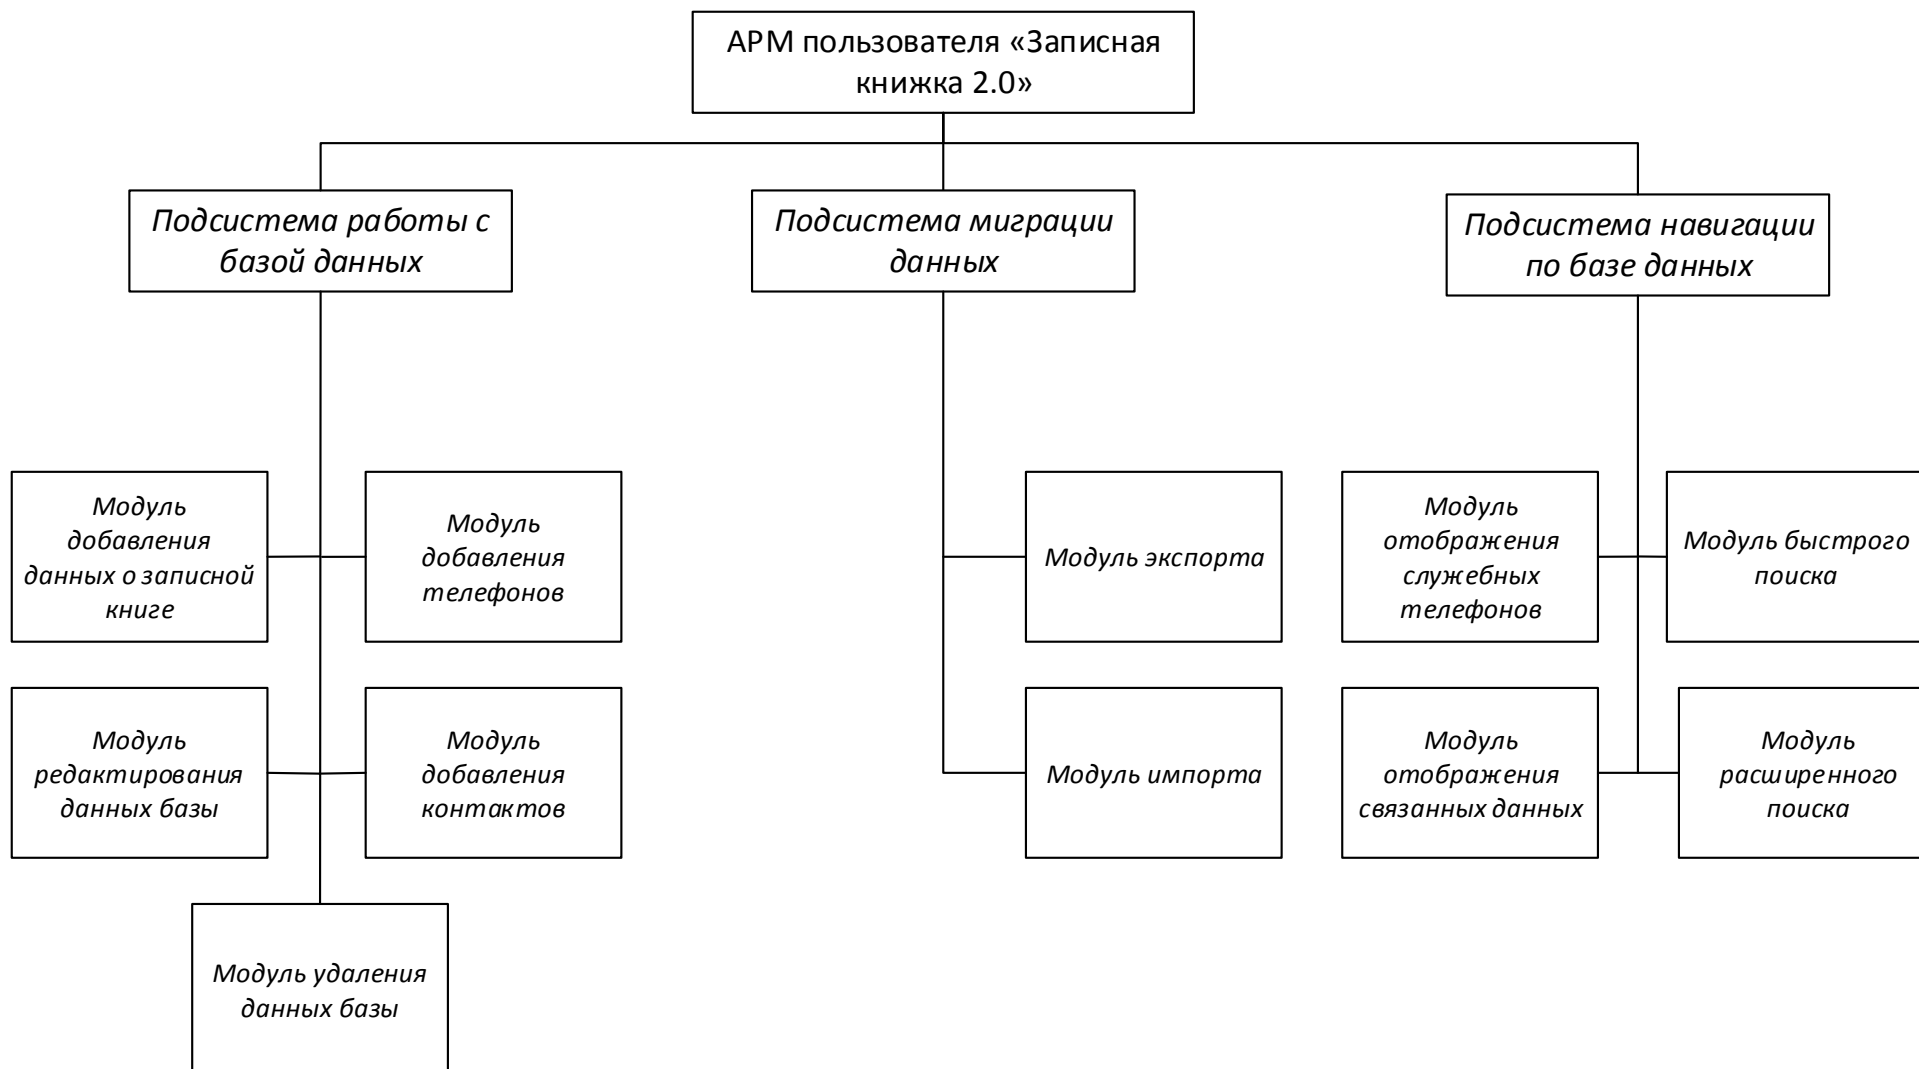 АРМ пользователя «Записная
книжка 2.0»
Подсистема работы с
базой данных
Подсистема миграции
данных
Подсистема навигации
по базе данных
Модуль
добавления
данных о записной
книге
Модуль
добавления
телефонов
Модуль экспорта
Модуль
отображения
служебных
телефонов
Модуль быстрого
поиска
Модуль
редактирования
данных базы
Модуль
добавления
контактов
Модуль импорта
Модуль
отображения
связанных данных
Модуль
расширенного
поиска
Модуль удаления
данных базы